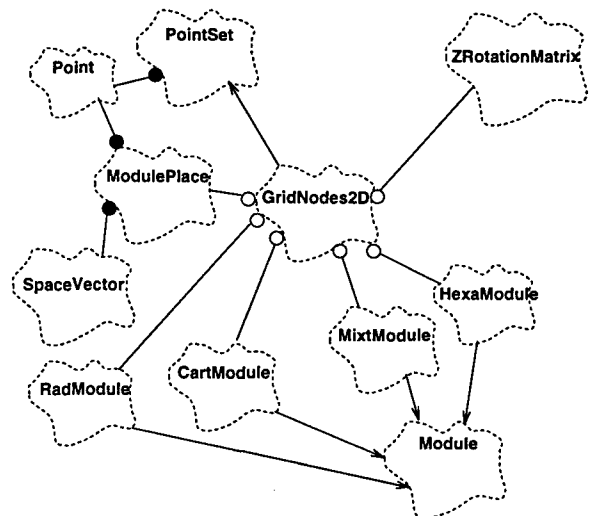 PointSet
Point
ZRotationMatrix
ModulePlace
GridNodes2D
SpaceVector
HexaModule
MixtModule
CartModule
RadModule
Module